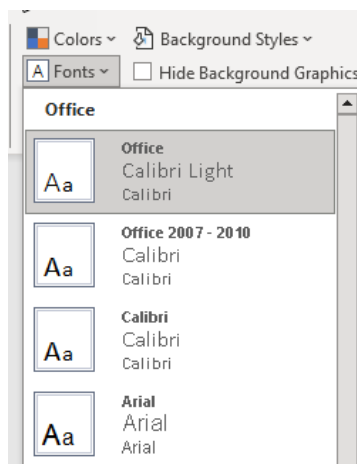 Colors Background Styles
A Fonts Hide Background Graphics
Office
Office
Aa Calibri Light
Calibri
Office 2007 - 2010
Aa Calibri
Calibri
Calibri
Aa Calibri
Calibri
Arial
Aa Arial
Arial